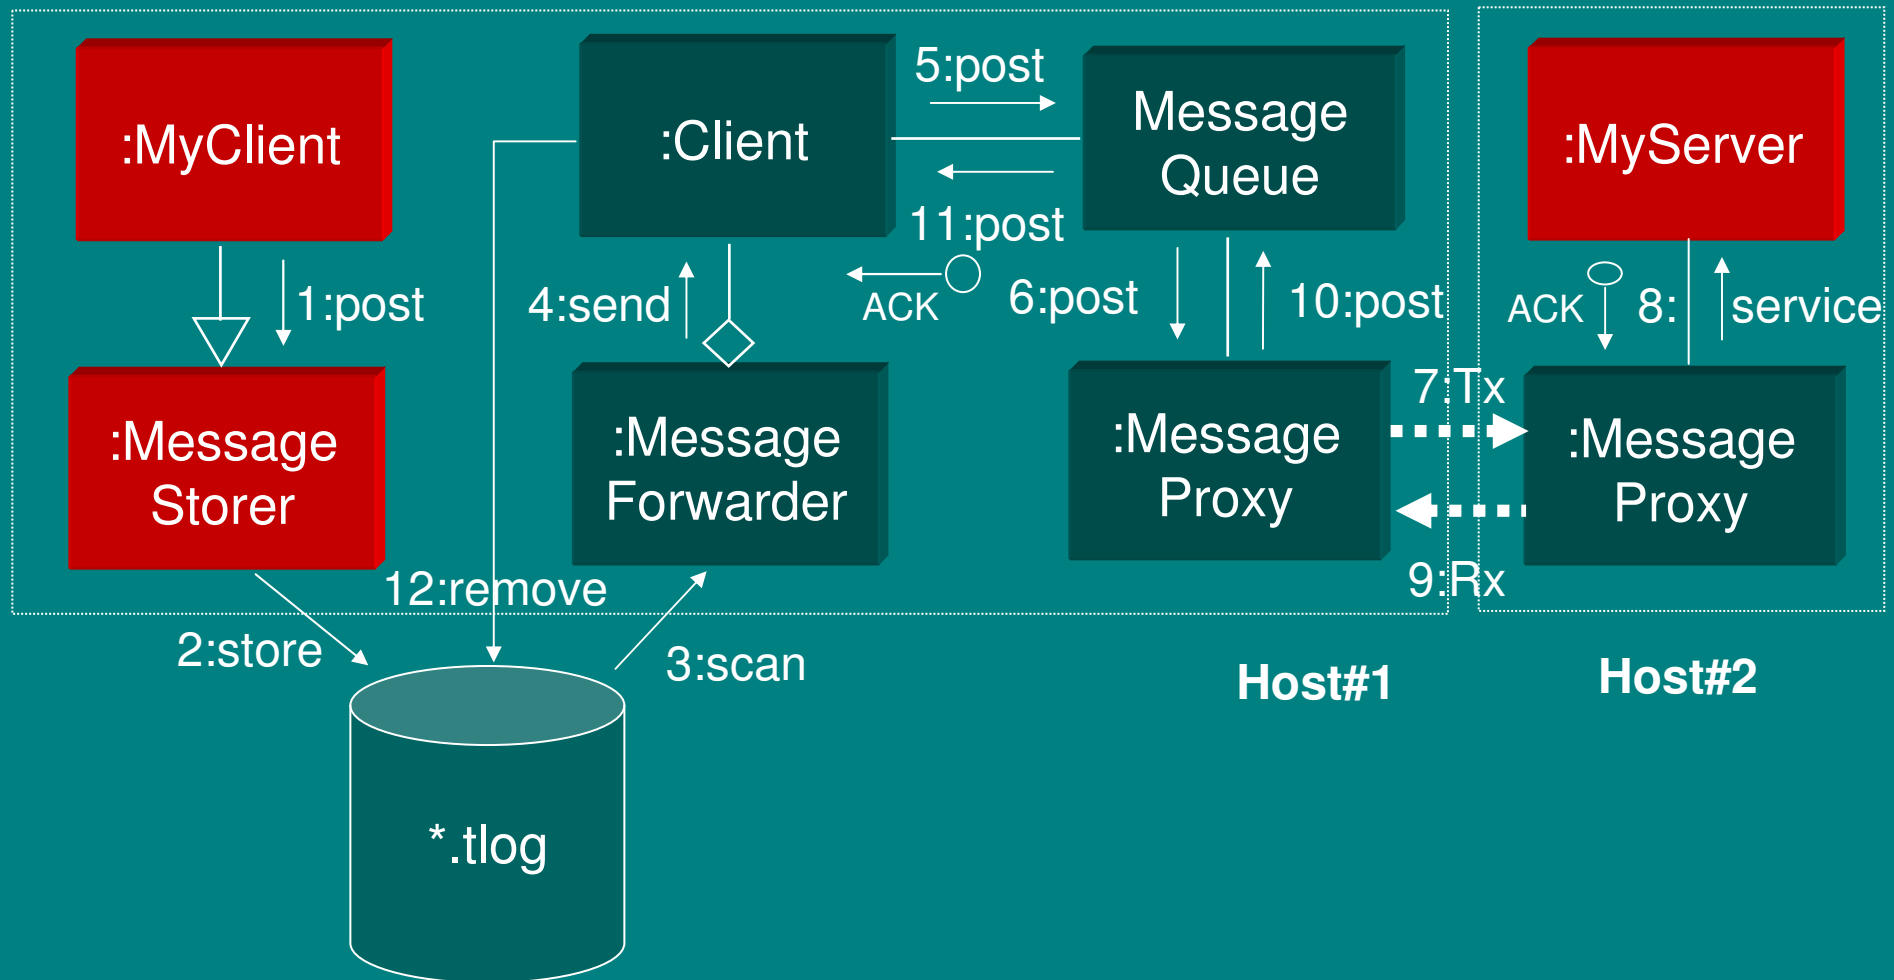 :MyClient
:Client
5:post
Message
Queue
:MyServer
11:post
1:post
4:send
ACK
6:post
10:post
ACK
8:
service
7:Tx
:Message
Storer
:Message
Forwarder
:Message
Proxy
:Message
Proxy
12:remove
9:Rx
2:store
3:scan
Host#1
Host#2
*.tlog